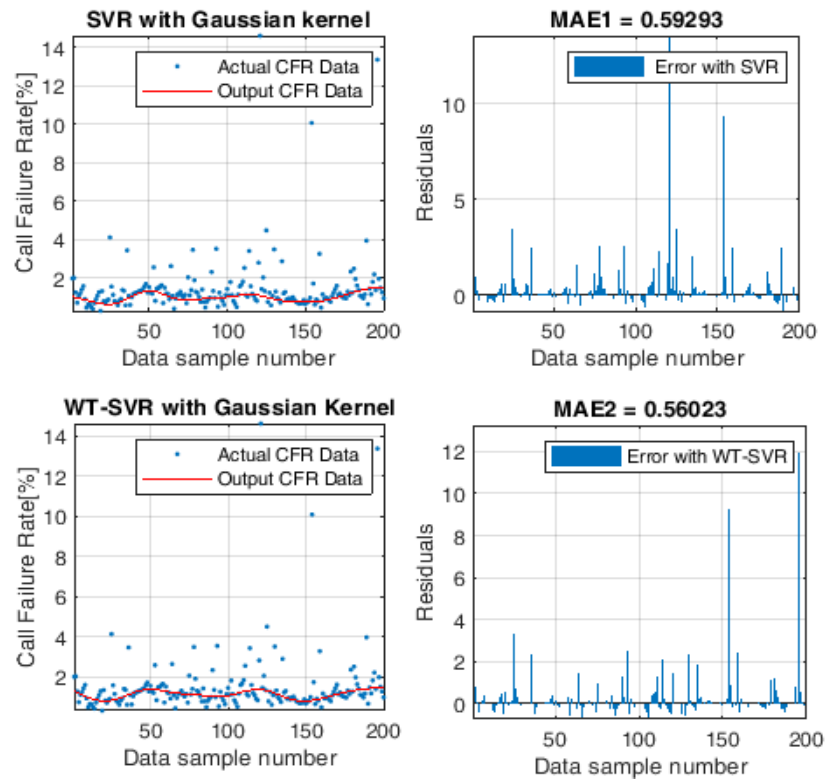 SVR with Gaussian kernel
14
12
10
8
6
4
2
Call Failure Rate[%]
Actual CFR Data
Output CFR Data
50
100
150
200
Data sample number
MAE1 = 0.59293
10
5
0
Residuals
Error with SVR
50
100
150
200
Data sample number
WT-SVR with Gaussian Kernel
14
12
10
8
6
4
2
Call Failure Rate[%]
Actual CFR Data
Output CFR Data
50
100
150
200
Data sample number
MAE2 = 0.56023
12
10
8
6
4
2
0
Residuals
Error with WT-SVR
50
100
150
200
Data sample number